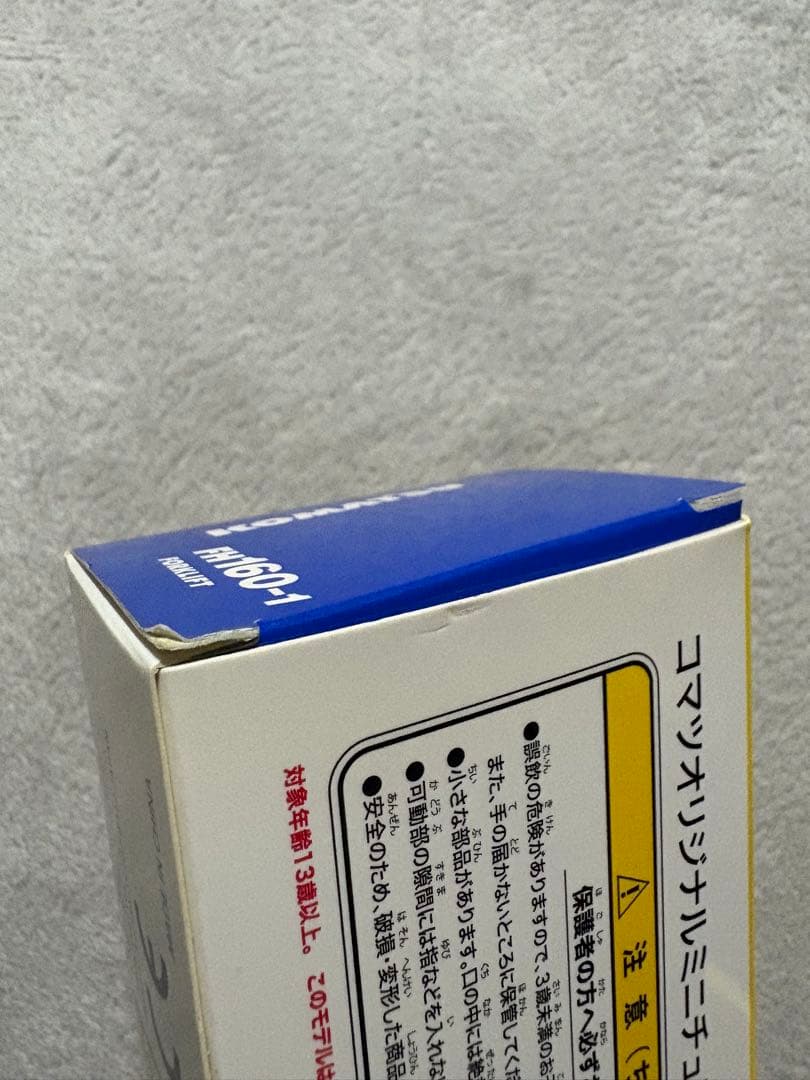 KOMATSU
FH160-1
FORKLIFT
コマツオリジナルミニチュ
注意
保護者の方へ必ず
●誤飲の危険がありますので、3歳未満のお
また、手の届かないところに保管してくだ
●小さな部品があります。口の中には絶
●可動部の隙間には指などを入れな
●安全のため、破損・変形した商品
対象年齢13歳以上。このモデルは